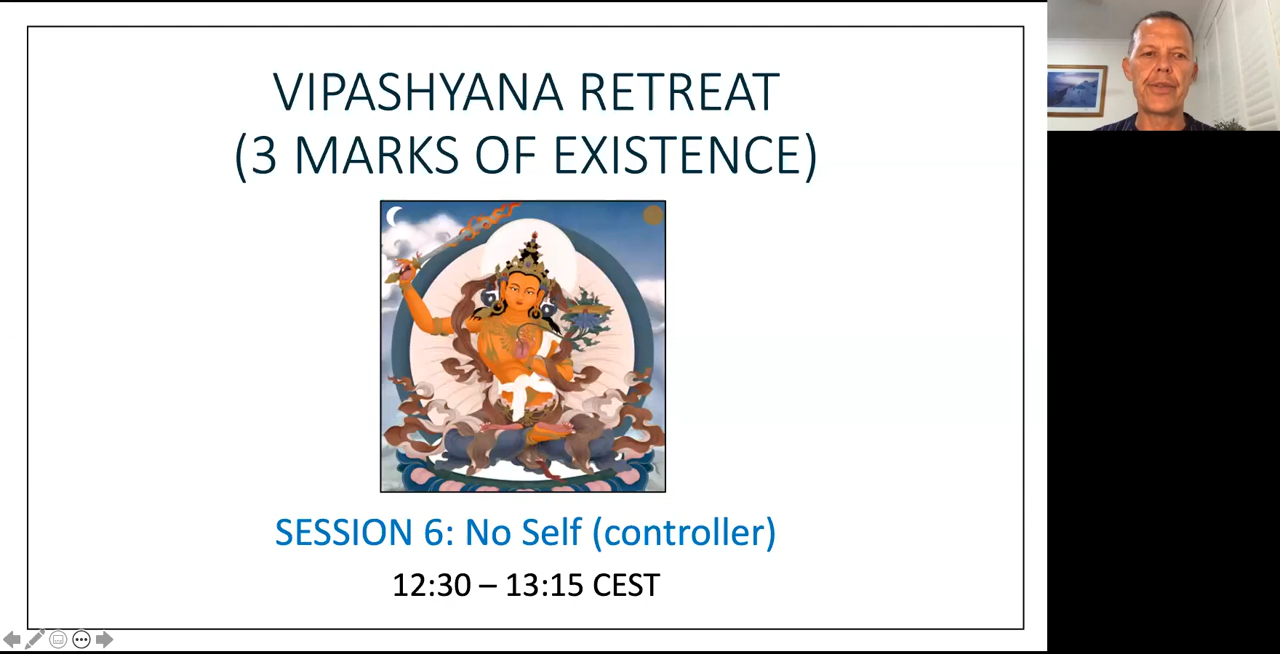 VIPASHYANA RETREAT
(3 MARKS OF EXISTENCE)
SESSION 6: No Self (controller)
12:30 – 13:15 CEST